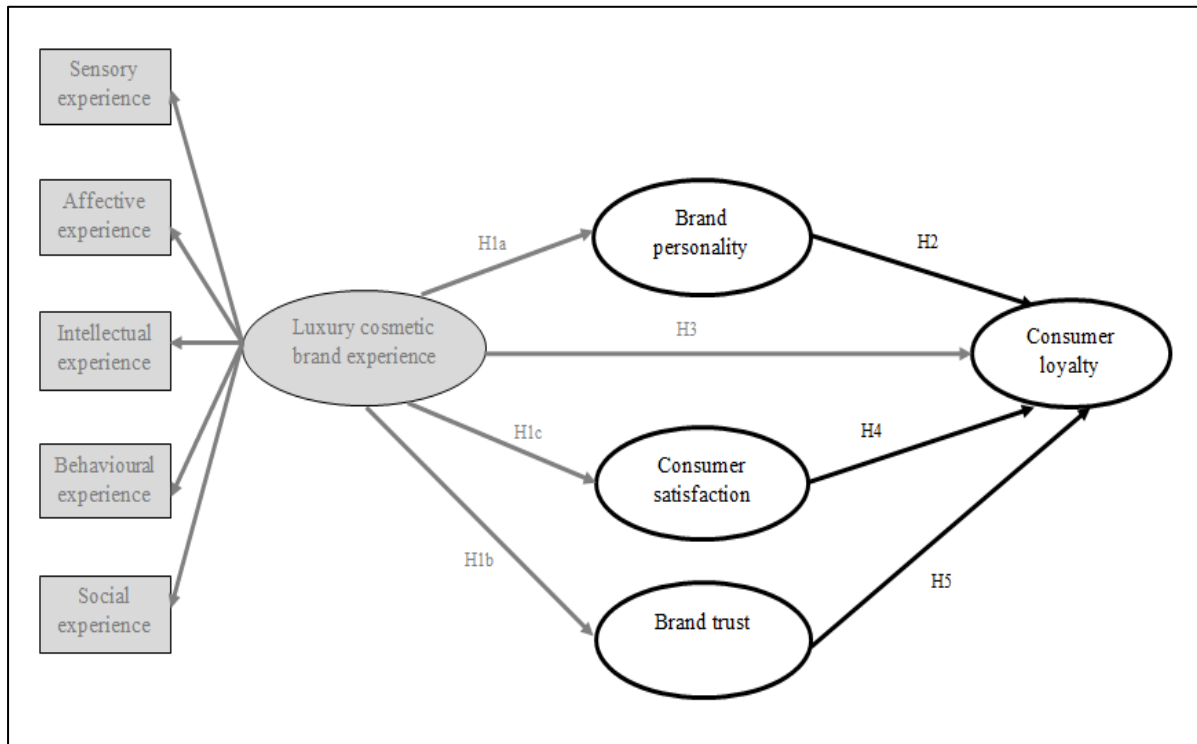 Sensory
experience
Affective
experience
Intellectual
experience
Behavioural
experience
Social
experience
Luxury cosmetic
brand experience
H1a
H3
H1c
H1b
Brand
personality
Consumer
satisfaction
Brand trust
H2
H4
H5
Consumer
loyalty